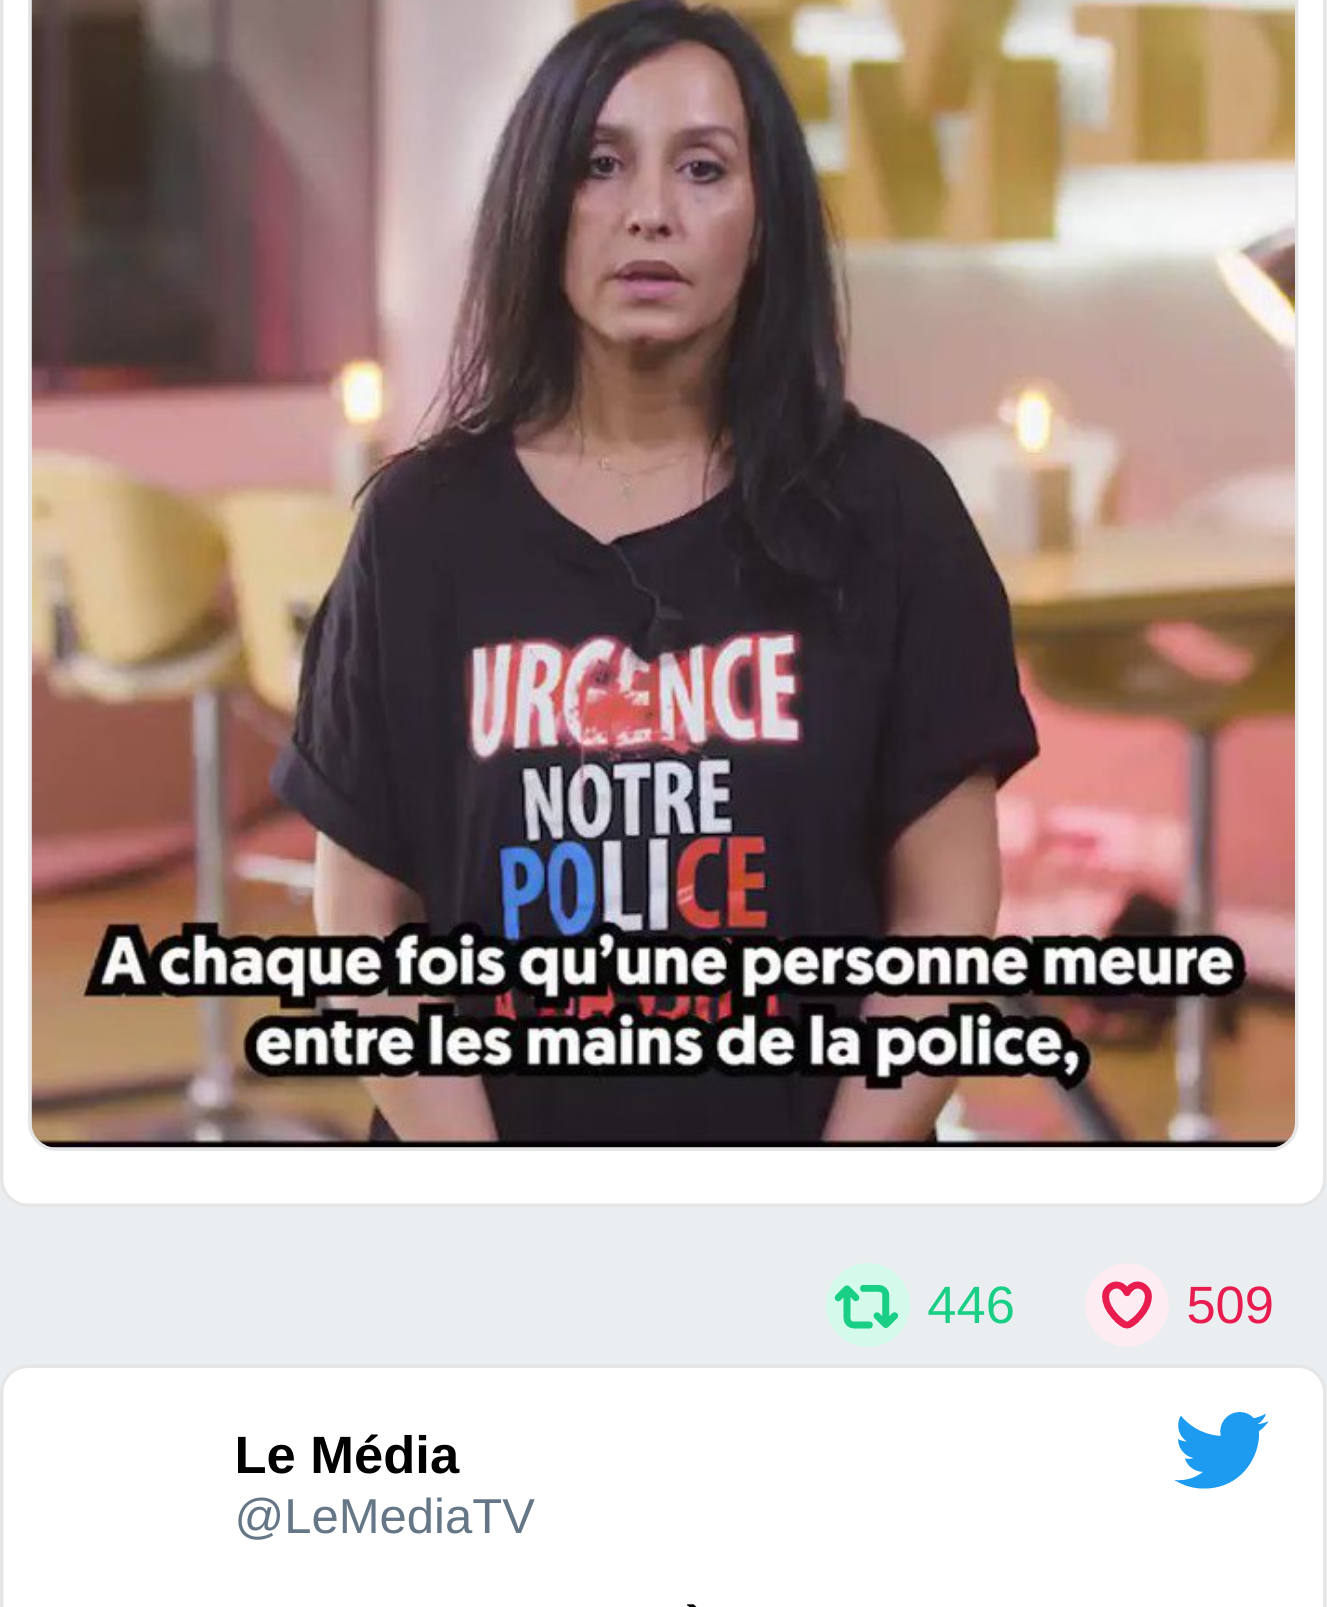 URGENCE
NOTRE
POLICE
A chaque fois qu’une personne meure
entre les mains de la police,
446 509
Le Média
@LeMediaTV